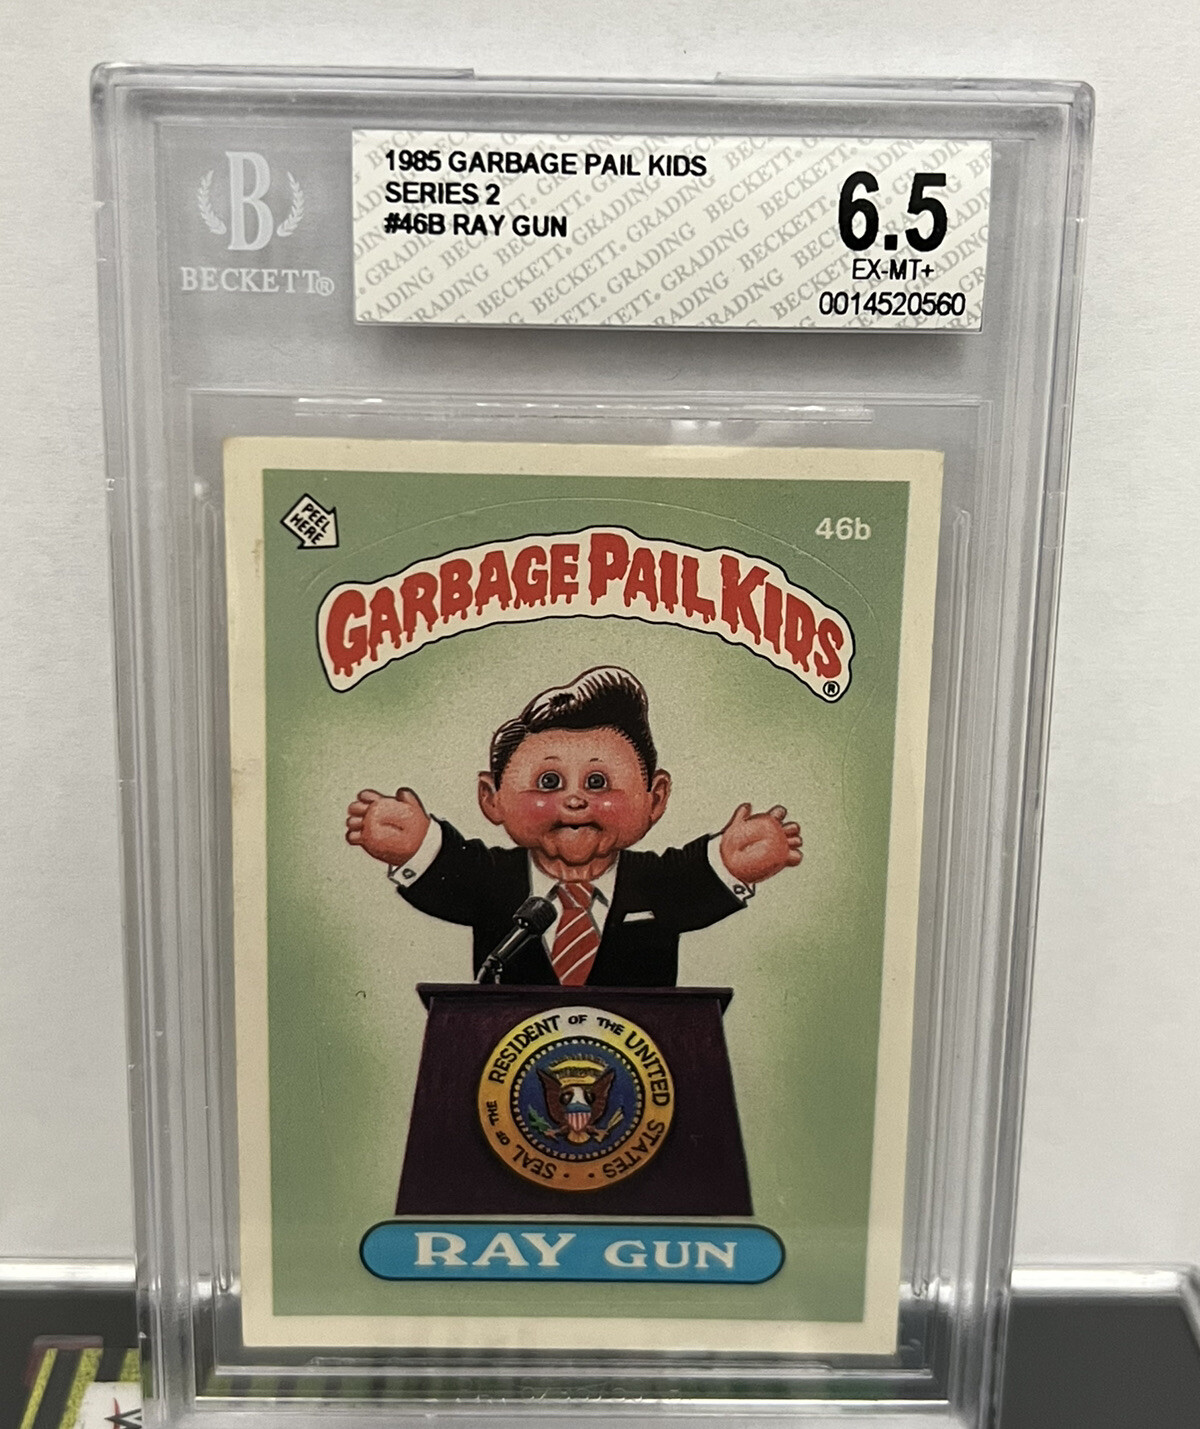 B
BECKETT®
1985 GARBAGE PAIL KIDS
SERIES 2
#46B RAY GUN
6.5
EX-MT+
0014520560
PEEL
HERE
46b
GARBAGE PAIL KIDS
®
SEAL OF THE RESIDENT OF THE UNITED STATES
RAY GUN